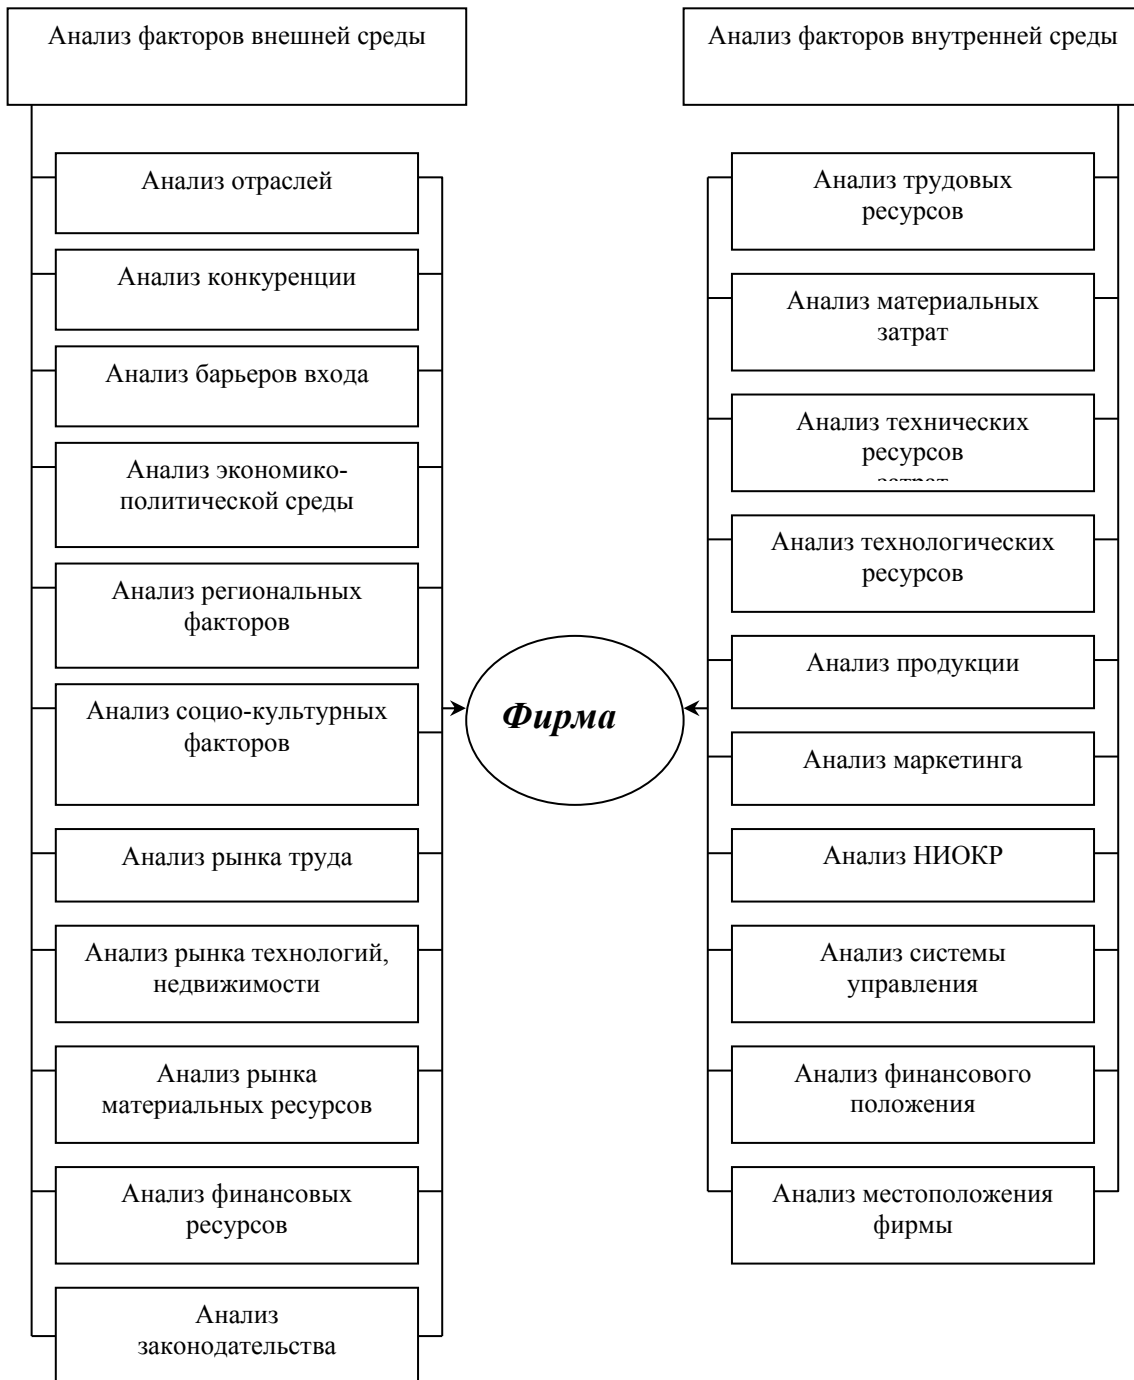 Анализ факторов внешней среды
Анализ отраслей
Анализ конкуренции
Анализ барьеров входа
Анализ экономико-
политической среды
Анализ региональных
факторов
Анализ социо-культурных
факторов
Анализ рынка труда
Анализ рынка технологий,
недвижимости
Анализ рынка
материальных ресурсов
Анализ финансовых
ресурсов
Анализ
законодательства
Фирма
Анализ факторов внутренней среды
Анализ трудовых
ресурсов
Анализ материальных
затрат
Анализ технических
ресурсов
Анализ технологических
ресурсов
Анализ продукции
Анализ маркетинга
Анализ НИОКР
Анализ системы
управления
Анализ финансового
положения
Анализ местоположения
фирмы